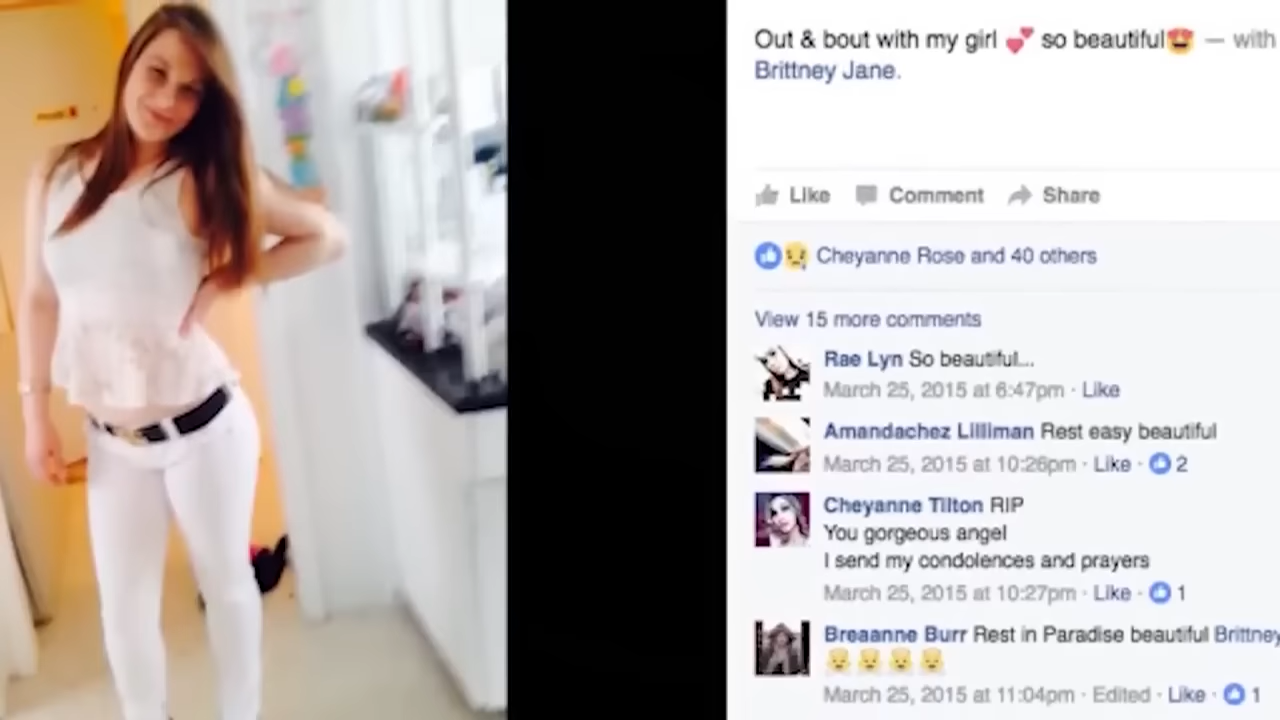 Out & bout with my girl 💕 so beautiful😍 — with
Brittney Jane.
Like Comment Share
Cheyanne Rose and 40 others
View 15 more comments
Rae Lyn So beautiful...
March 25, 2015 at 6:47pm · Like
Amandachez Lilliman Rest easy beautiful
March 25, 2015 at 10:26pm · Like · 2
Cheyanne Tilton RIP
You gorgeous angel
I send my condolences and prayers
March 25, 2015 at 10:27pm · Like · 1
Breaanne Burr Rest in Paradise beautiful Brittney
March 25, 2015 at 11:04pm · Edited · Like · 1